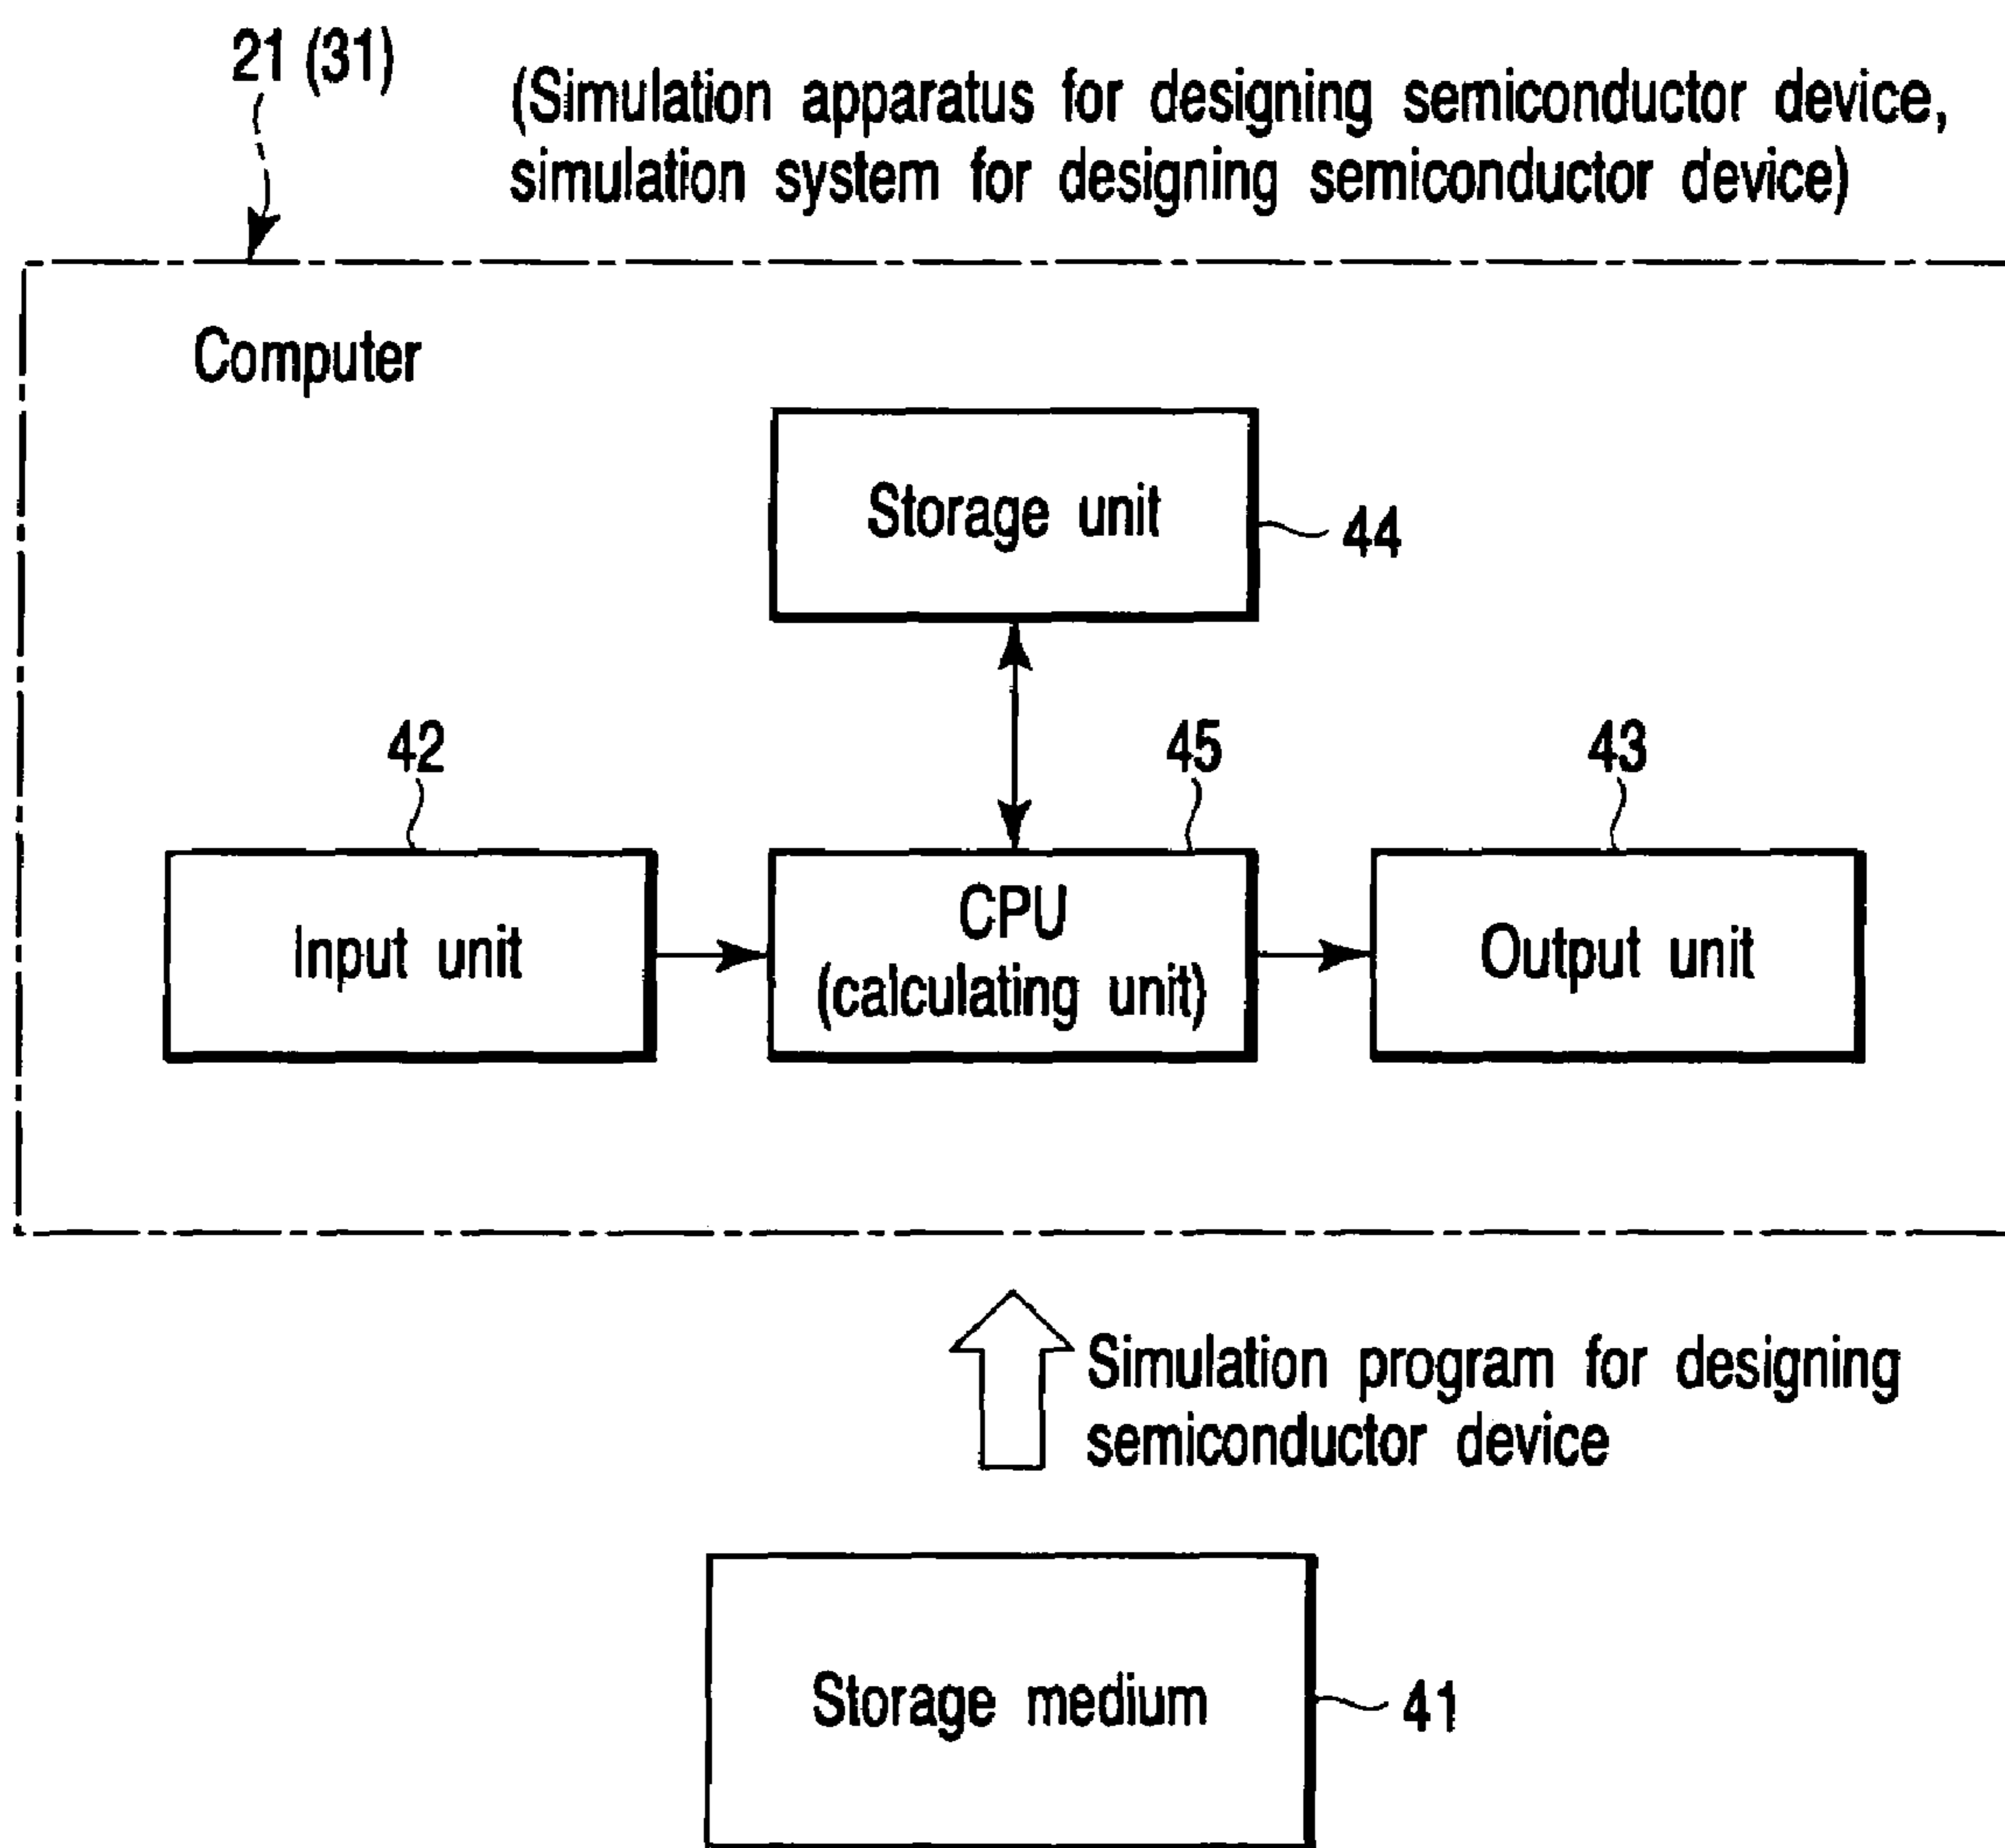 21 (31)
(Simulation apparatus for designing semiconductor device,
simulation system for designing semiconductor device)
Computer
Storage unit
44
42
45
43
Input unit
CPU
(calculating unit)
Output unit
Simulation program for designing
semiconductor device
Storage medium
41